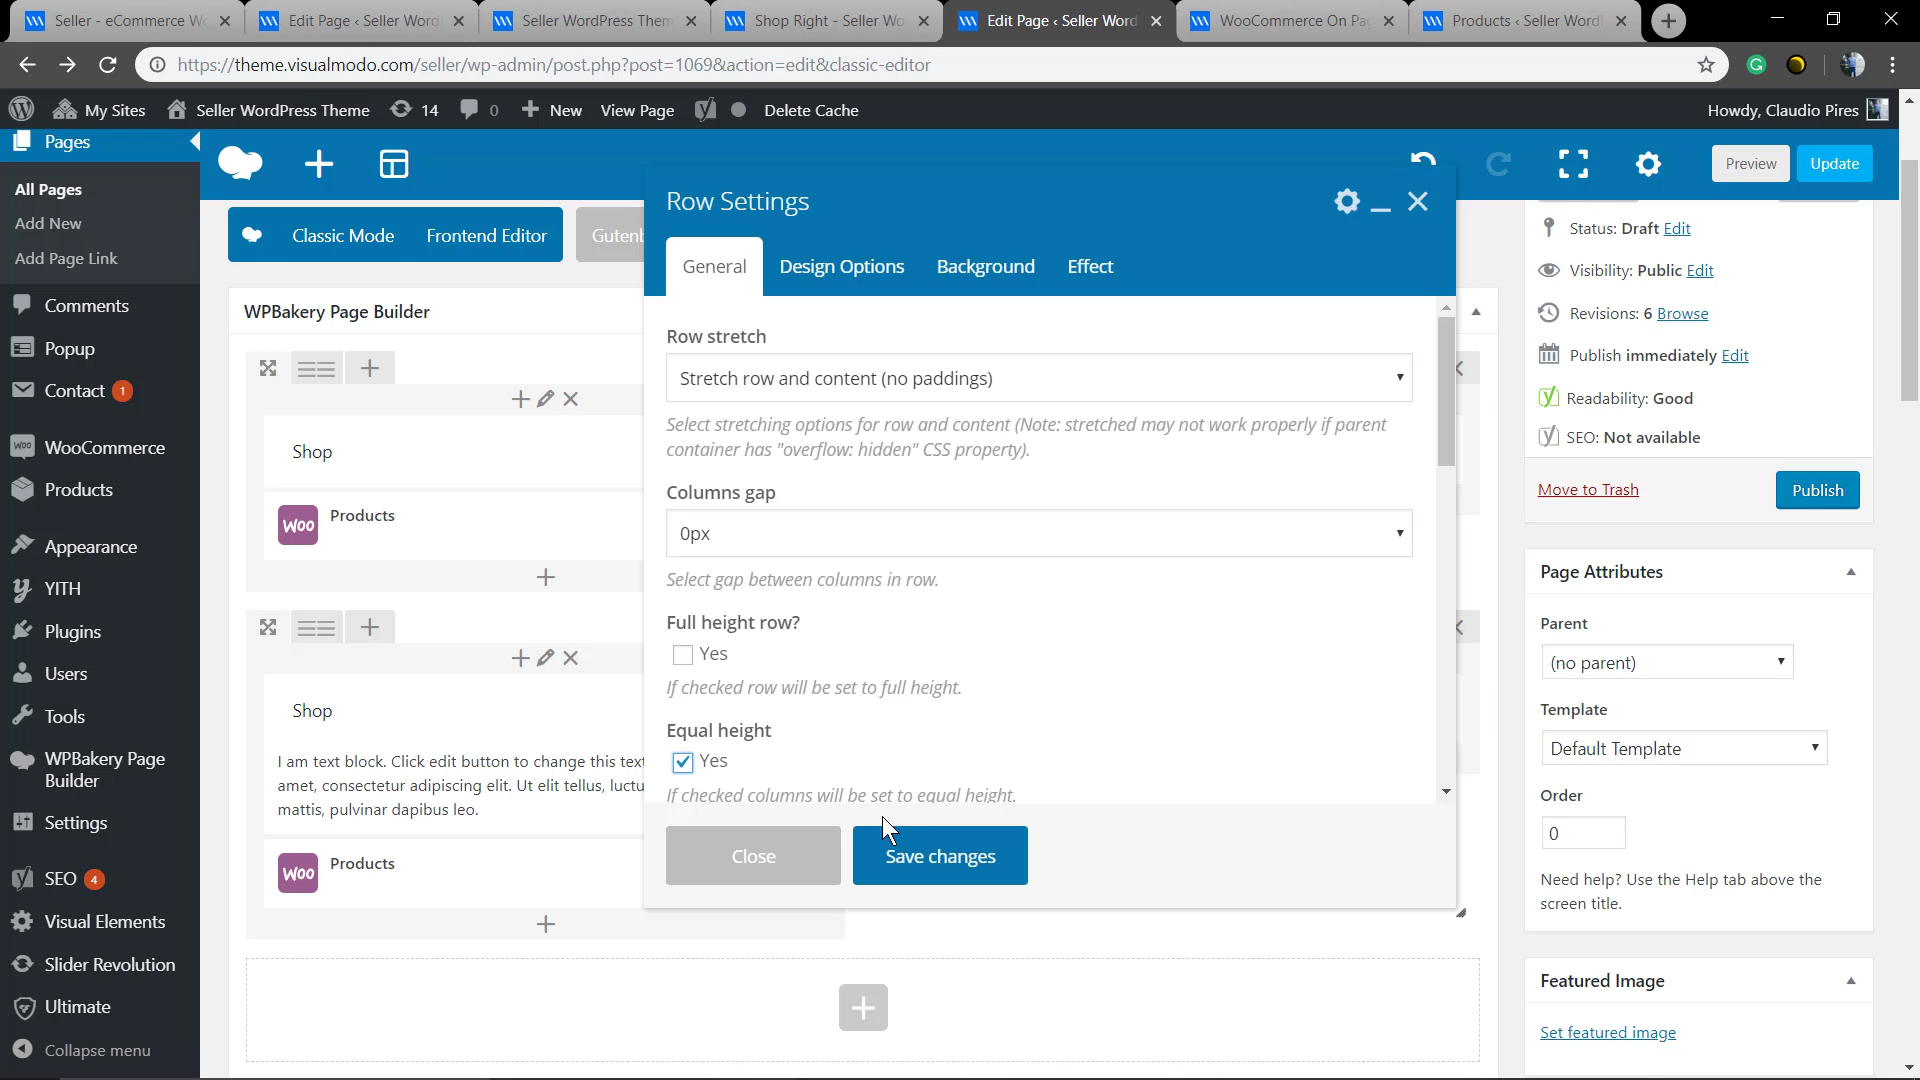 Seller - eCommerce W
Edit Page ‹ Seller Word
Seller WordPress Them
Shop Right - Seller Wo
Edit Page ‹ Seller Word
WooCommerce On Pag
Products ‹ Seller Word
https://theme.visualmodo.com/seller/wp-admin/post.php?post=1069&action=edit&classic-editor
My Sites
Seller WordPress Theme
14
0
New
View Page
Delete Cache
Howdy, Claudio Pires
Pages
All Pages
Add New
Add Page Link
Comments
Popup
Contact 1
WooCommerce
Products
Appearance
YITH
Plugins
Users
Tools
WPBakery Page
Builder
Settings
SEO 4
Visual Elements
Slider Revolution
Ultimate
Collapse menu
Preview
Update
Classic Mode
Frontend Editor
Gutenb
WPBakery Page Builder
Shop
Woo
Products
Shop
I am text block. Click edit button to change this text
amet, consectetur adipiscing elit. Ut elit tellus, luctu
mattis, pulvinar dapibus leo.
Woo
Products
Row Settings
General
Design Options
Background
Effect
Row stretch
Stretch row and content (no paddings)
Select stretching options for row and content (Note: stretched may not work properly if parent
container has "overflow: hidden" CSS property).
Columns gap
0px
Select gap between columns in row.
Full height row?
Yes
If checked row will be set to full height.
Equal height
Yes
If checked columns will be set to equal height.
Close
Save changes
Status: Draft Edit
Visibility: Public Edit
Revisions: 6 Browse
Publish immediately Edit
Readability: Good
SEO: Not available
Move to Trash
Publish
Page Attributes
Parent
(no parent)
Template
Default Template
Order
0
Need help? Use the Help tab above the
screen title.
Featured Image
Set featured image